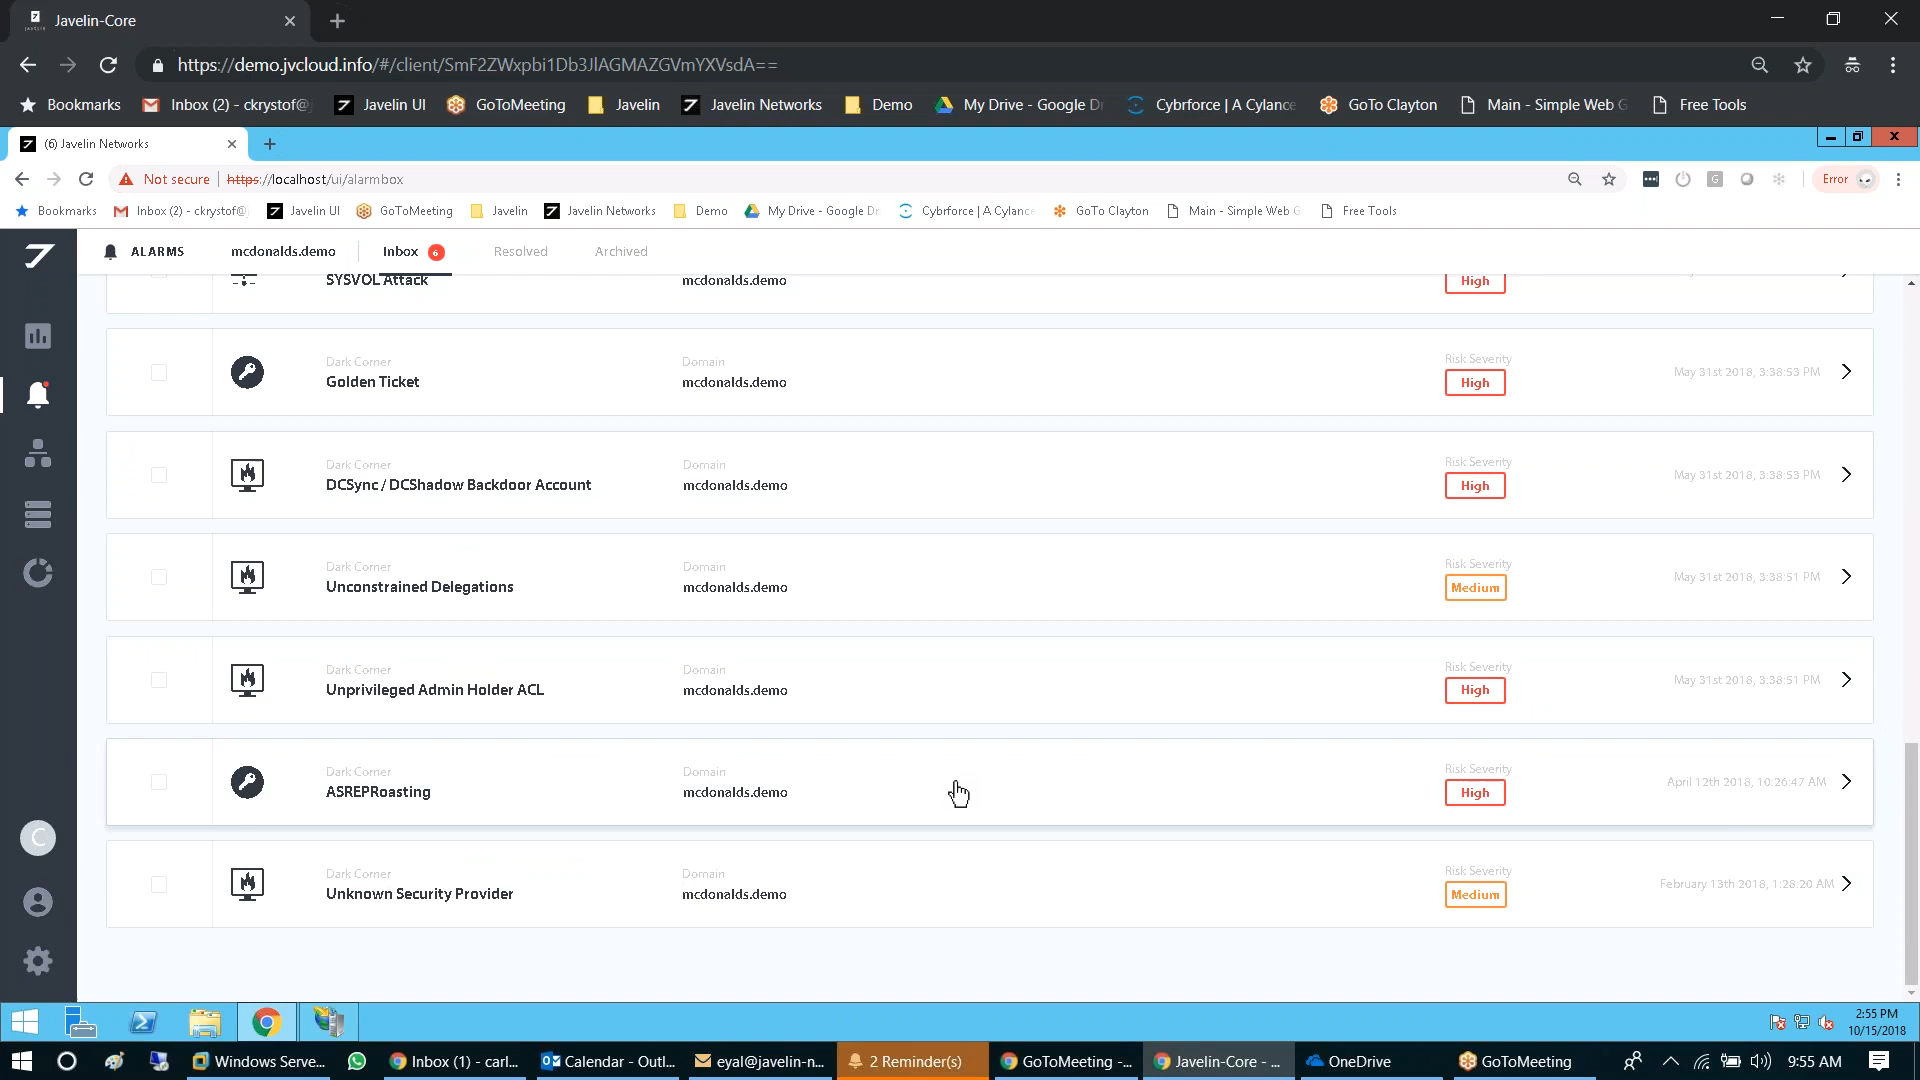 Javelin-Core
https://demo.jvcloud.info/#/client/SmF2ZWxpbi1Db3JlAGMAZGVmYXVsdA==
Bookmarks Inbox (2) - ckrystof@j Javelin UI GoToMeeting Javelin Javelin Networks Demo My Drive - Google Dr Cybrforce | A Cylance GoTo Clayton Main - Simple Web G Free Tools
(6) Javelin Networks
Not secure https://localhost/ui/alarmbox Error
Bookmarks Inbox (2) - ckrystof@j Javelin UI GoToMeeting Javelin Javelin Networks Demo My Drive - Google Dr Cybrforce | A Cylance GoTo Clayton Main - Simple Web G Free Tools
ALARMS mcdonalds.demo Inbox 6 Resolved Archived
SYSVOL Attack mcdonalds.demo High
Dark Corner Domain Risk Severity
Golden Ticket mcdonalds.demo High May 31st 2018, 3:38:53 PM
Dark Corner Domain Risk Severity
DCSync / DCShadow Backdoor Account mcdonalds.demo High May 31st 2018, 3:38:53 PM
Dark Corner Domain Risk Severity
Unconstrained Delegations mcdonalds.demo Medium May 31st 2018, 3:38:51 PM
Dark Corner Domain Risk Severity
Unprivileged Admin Holder ACL mcdonalds.demo High May 31st 2018, 3:38:51 PM
Dark Corner Domain Risk Severity
ASREPRoasting mcdonalds.demo High April 12th 2018, 10:26:47 AM
Dark Corner Domain Risk Severity
Unknown Security Provider mcdonalds.demo Medium February 13th 2018, 1:28:20 AM
C
2:55 PM
10/15/2018
Windows Serve... Inbox (1) - carl... Calendar - Outl... eyal@javelin-n... 2 Reminder(s) GoToMeeting -... Javelin-Core - ... OneDrive GoToMeeting 9:55 AM